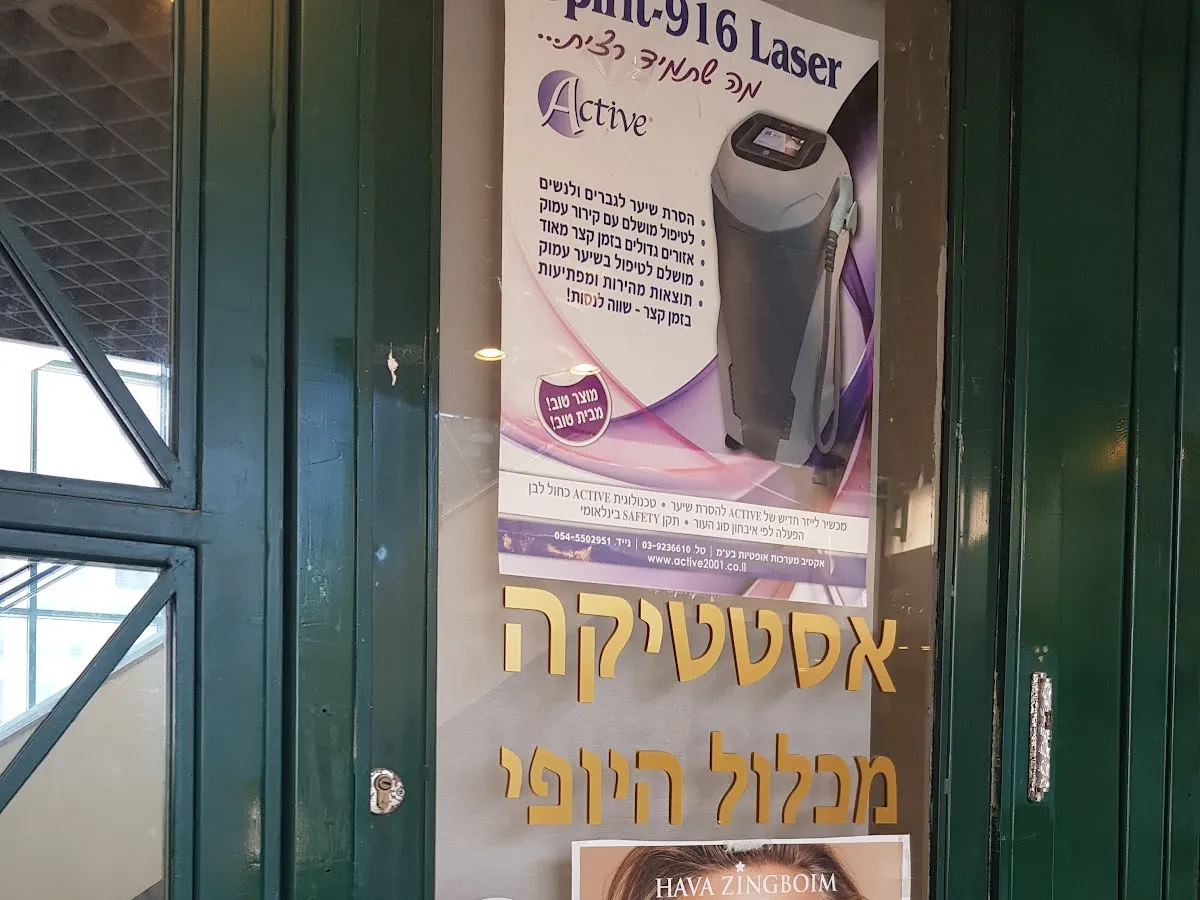 Spirit-916 Laser
מה שתמיד רצית...
Active
• הסרת שיער לגברים ולנשים
• לטיפול מושלם עם קירור עמוק
• אזורים גדולים בזמן קצר מאוד
• מושלם לטיפול בשיער עמוק
• תוצאות מהירות ומפתיעות
בזמן קצר - שווה לנסות!
מוצר טוב!
מבית טוב!
מכשיר לייזר חדיש של ACTIVE להסרת שיער • טכנולוגית ACTIVE כחול לבן
הפעלה לפי איבחון סוג העור • תקן SAFETY בינלאומי
אקטיב מערכות אופטיות בע״מ | טל. 03-9236610 | נייד. 054-5502951
www.active2001.co.il
אסטטיקה
מכלול היופי
HAVA ZINGBOIM